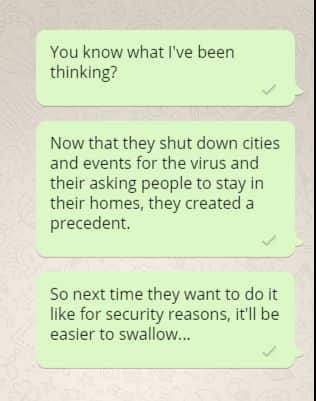 You know what I've been
thinking?
Now that they shut down cities
and events for the virus and
their asking people to stay in
their homes, they created a
precedent.
So next time they want to do it
like for security reasons, it'll be
easier to swallow...